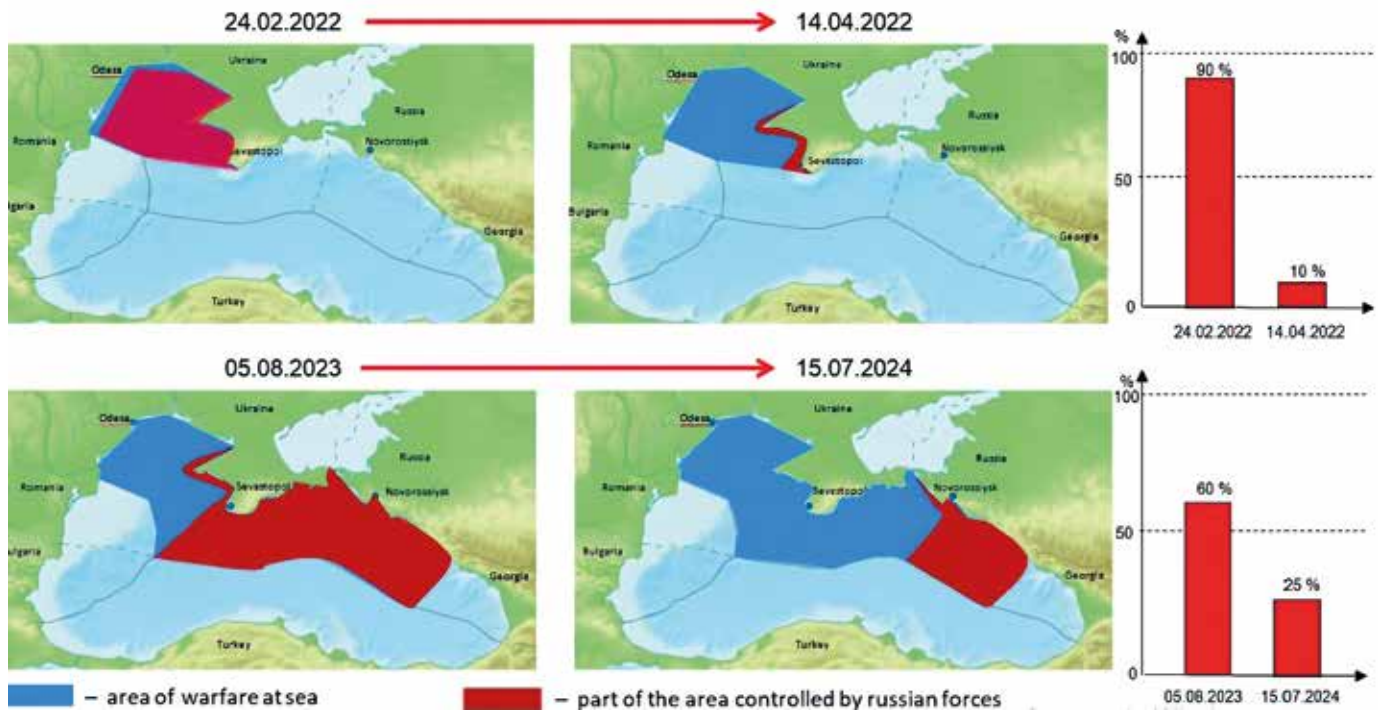 24.02.2022
14.04.2022
Odesa
Ukraine
Russia
Romania
Novorossiysk
Sevastopol
lgaria
Georgia
Turkey
Odesa
Ukraine
Russia
Romania
Novorossiysk
Sevastopol
Bulgaria
Georgia
Turkey
%
100
90 %
50
10 %
0
24.02.2022 14.04.2022
05.08.2023
15.07.2024
Odesa
Ukraine
Russia
Romania
Sevastopol
Novorossiysk
ulgaria
Georgia
Turkey
Odesa
Ukraine
Russia
Romania
Sevastopol
Novorossiysk
Bulgaria
Georgia
Turkey
%
100
60 %
50
25 %
0
05.08.2023 15.07.2024
– area of warfare at sea
– part of the area controlled by russian forces